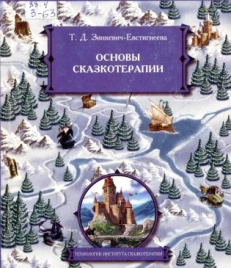 Т. Д. Зинкевич-Евстигнеева
ОСНОВЫ
СКАЗКОТЕРАПИИ
ТЕХНОЛОГИИ ИНСТИТУТА СКАЗКОТЕРАПИИ